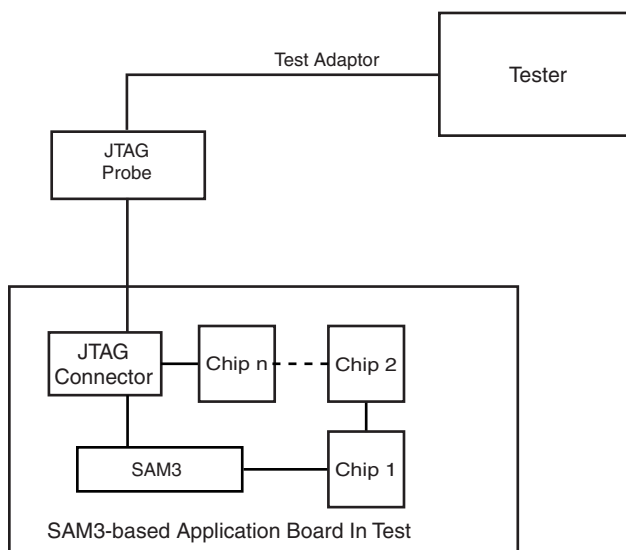 Test Adaptor
Tester
JTAG
Probe
JTAG
Connector
Chip n
Chip 2
SAM3
Chip 1
SAM3-based Application Board In Test